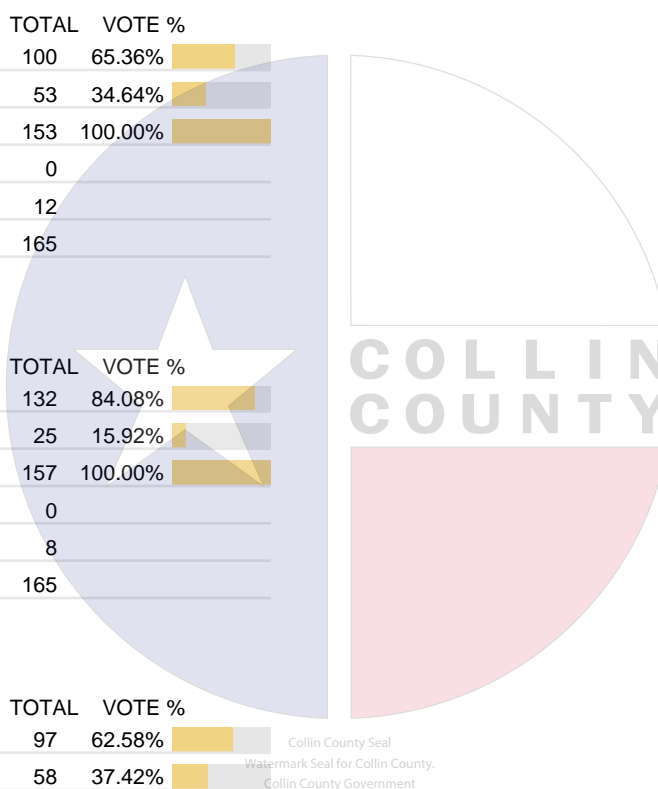 TOTAL VOTE %
100 65.36%
53 34.64%
153 100.00%
0
12
165
TOTAL VOTE %
132 84.08%
25 15.92%
157 100.00%
0
8
165
COLLIN
COUNTY
TOTAL VOTE %
97 62.58%
58 37.42%
Collin County Seal
Watermark Seal for Collin County.
Collin County Government